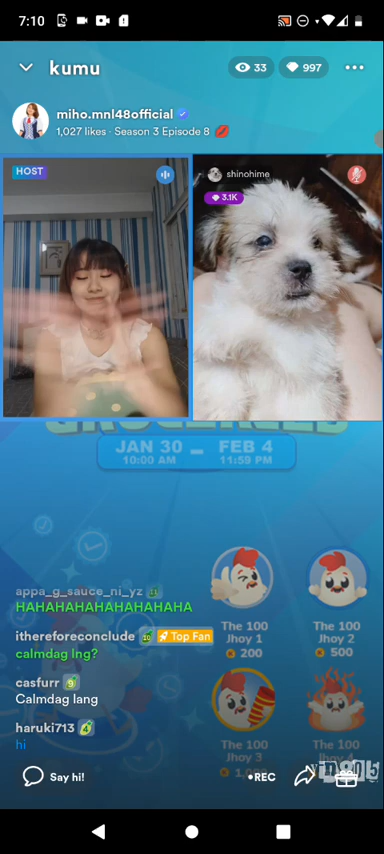 7:10
kumu
33
997
miho.mnl48official
1,027 likes · Season 3 Episode 8
HOST
shinohime
3.1K
JAN 30 – FEB 4
10:00 AM 11:59 PM
appa_g_sauce_ni_yz
HAHAHAHAHAHAHAHAHA
ithereforeconclude Top Fan
calmdag lng?
casfurr 9
Calmdag lang
haruki713 4
hi
The 100
Jhoy 1
200
The 100
Jhoy 2
500
The 100
Jhoy 3
The 100
Say hi!
•REC